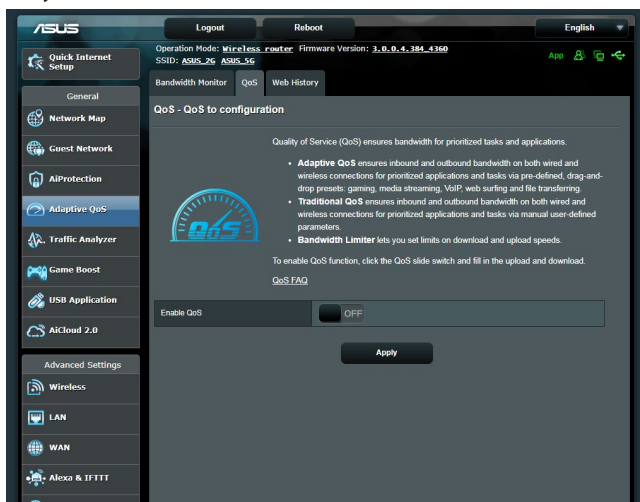 ASUS
Logout
Reboot
English
Quick Internet
Setup
Operation Mode: Wireless router Firmware Version: 3.0.0.4.384_4360
SSID: ASUS_2G ASUS_5G
App
Bandwidth Monitor
QoS
Web History
General
Network Map
Guest Network
AiProtection
Adaptive QoS
Traffic Analyzer
Game Boost
USB Application
AiCloud 2.0
Advanced Settings
Wireless
LAN
WAN
Alexa & IFTTT
QoS - QoS to configuration
QoS
Quality of Service (QoS) ensures bandwidth for prioritized tasks and applications.
• Adaptive QoS ensures inbound and outbound bandwidth on both wired and
wireless connections for prioritized applications and tasks via pre-defined, drag-and-
drop presets: gaming, media streaming, VoIP, web surfing and file transferring.
• Traditional QoS ensures inbound and outbound bandwidth on both wired and
wireless connections for prioritized applications and tasks via manual user-defined
parameters.
• Bandwidth Limiter lets you set limits on download and upload speeds.
To enable QoS function, click the QoS slide switch and fill in the upload and download.
QoS FAQ
Enable QoS
OFF
Apply